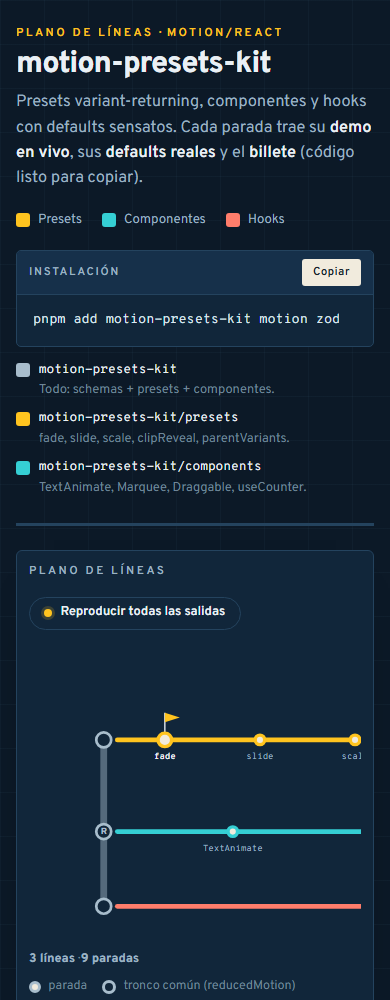 PLANO DE LÍNEAS · MOTION/REACT
motion-presets-kit
Presets variant-returning, componentes y hooks
con defaults sensatos. Cada parada trae su demo
en vivo, sus defaults reales y el billete (código
listo para copiar).
Presets Componentes Hooks
INSTALACIÓN Copiar
pnpm add motion-presets-kit motion zod
motion-presets-kit
Todo: schemas + presets + componentes.
motion-presets-kit/presets
fade, slide, scale, clipReveal, parentVariants.
motion-presets-kit/components
TextAnimate, Marquee, Draggable, useCounter.
PLANO DE LÍNEAS
Reproducir todas las salidas
fade slide scal
R
TextAnimate
3 líneas ·9 paradas
parada tronco común (reducedMotion)